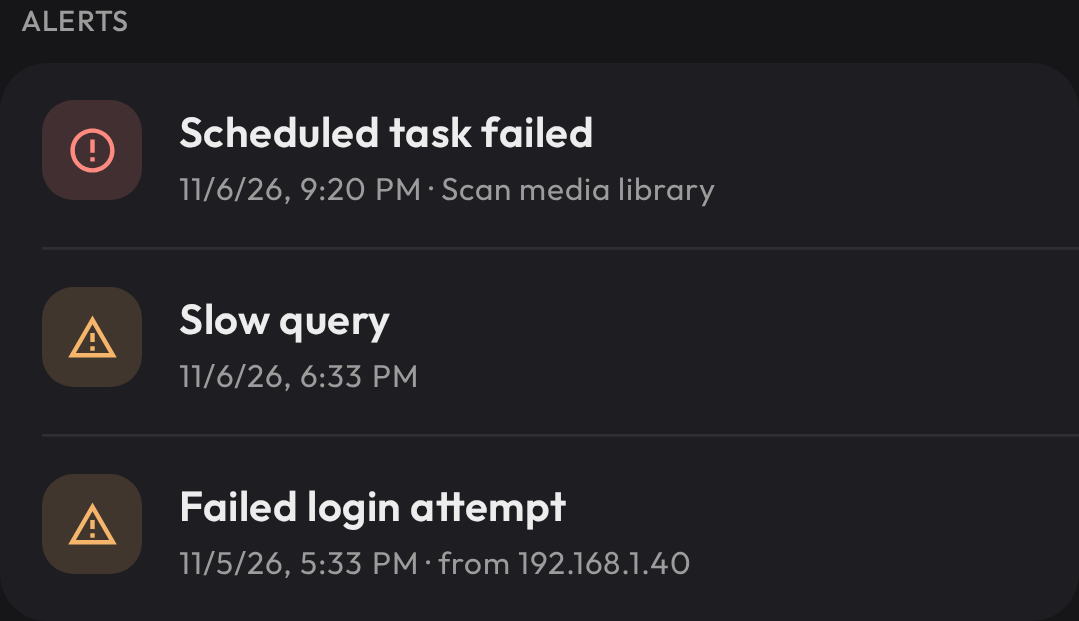 ALERTS
Scheduled task failed
11/6/26, 9:20 PM · Scan media library
Slow query
11/6/26, 6:33 PM
Failed login attempt
11/5/26, 5:33 PM · from 192.168.1.40